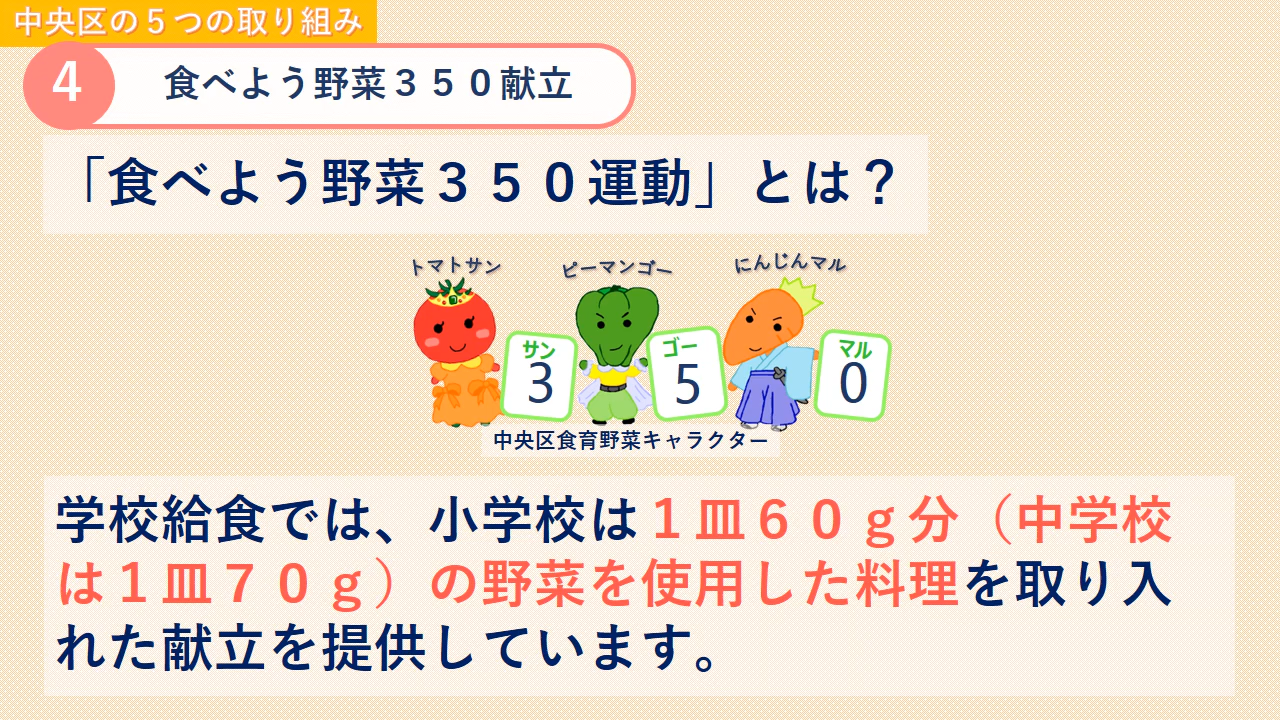 中央区の５つの取り組み
4
食べよう野菜３５０献立
「食べよう野菜３５０運動」とは？
トマトサン
ピーマンゴー
にんじんマル
サン
3
ゴー
5
マル
0
中央区食育野菜キャラクター
学校給食では、小学校は１皿６０ｇ分（中学校
は１皿７０ｇ）の野菜を使用した料理を取り入
れた献立を提供しています。